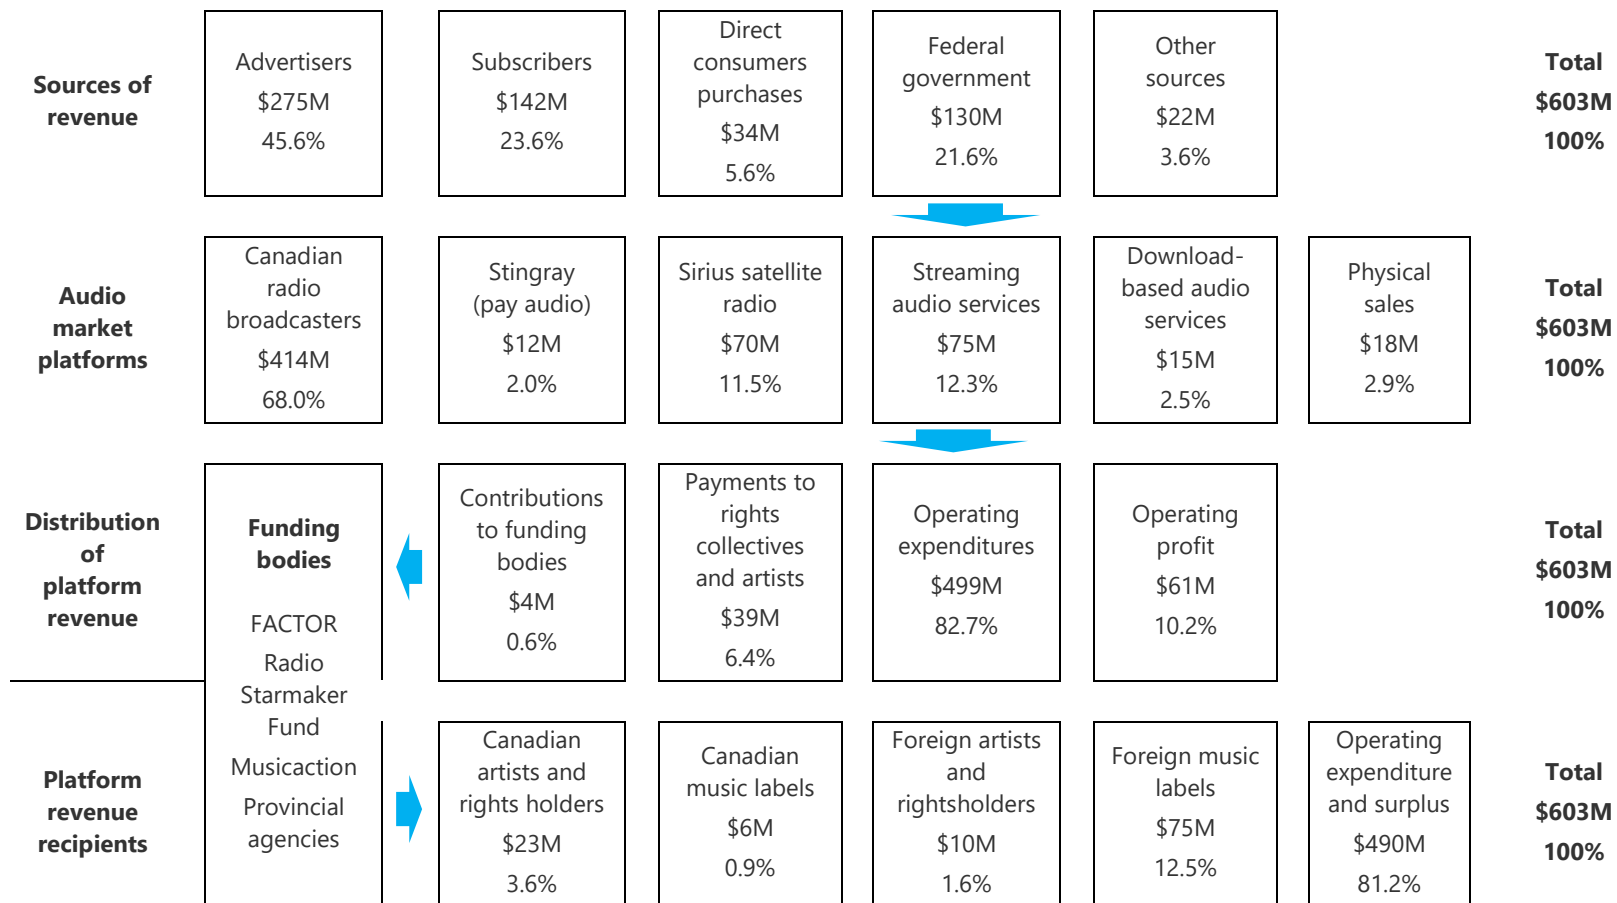 Sources of
revenue
Advertisers
$275M
45.6%
Subscribers
$142M
23.6%
Direct
consumers
purchases
$34M
5.6%
Federal
government
$130M
21.6%
Other
sources
$22M
3.6%
Total
$603M
100%
Audio
market
platforms
Canadian
radio
broadcasters
$414M
68.0%
Stingray
(pay audio)
$12M
2.0%
Sirius satellite
radio
$70M
11.5%
Streaming
audio services
$75M
12.3%
Download-
based audio
services
$15M
2.5%
Physical
sales
$18M
2.9%
Total
$603M
100%
Distribution
of
platform
revenue
Funding
bodies
FACTOR
Radio
Starmaker
Fund
Musicaction
Provincial
agencies
Contributions
to funding
bodies
$4M
0.6%
Payments to
rights
collectives
and artists
$39M
6.4%
Operating
expenditures
$499M
82.7%
Operating
profit
$61M
10.2%
Total
$603M
100%
Platform
revenue
recipients
Canadian
artists and
rights holders
$23M
3.6%
Canadian
music labels
$6M
0.9%
Foreign artists
and
rightsholders
$10M
1.6%
Foreign music
labels
$75M
12.5%
Operating
expenditure
and surplus
$490M
81.2%
Total
$603M
100%